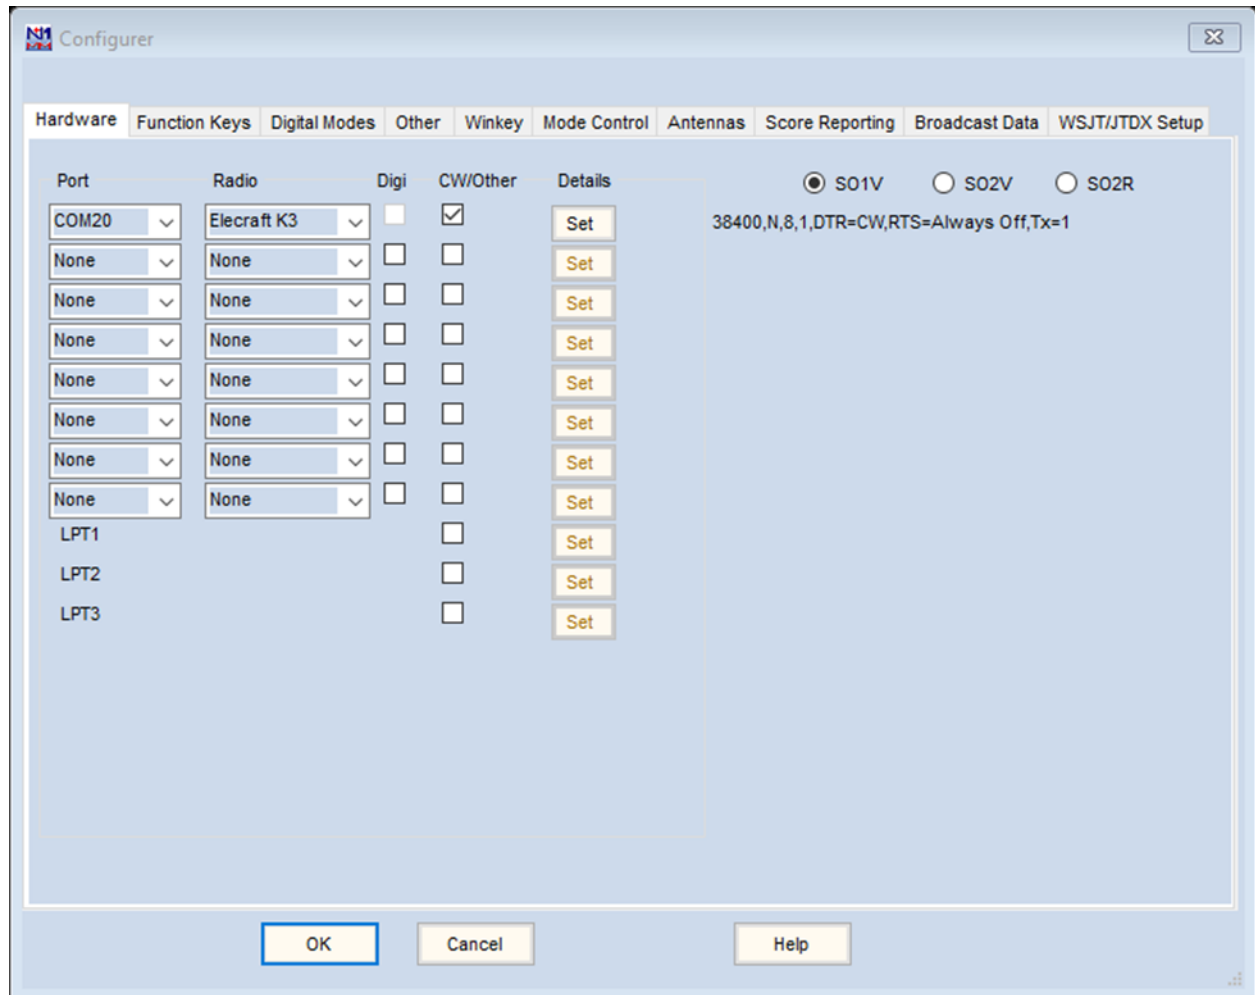 N1 MM Configurer
Hardware Function Keys Digital Modes Other Winkey Mode Control Antennas Score Reporting Broadcast Data WSJT/JTDX Setup
Port Radio Digi CW/Other Details SO1V SO2V SO2R
COM20 Elecraft K3 Set 38400,N,8,1,DTR=CW,RTS=Always Off,Tx=1
None None Set
None None Set
None None Set
None None Set
None None Set
None None Set
None None Set
LPT1 Set
LPT2 Set
LPT3 Set
OK Cancel Help